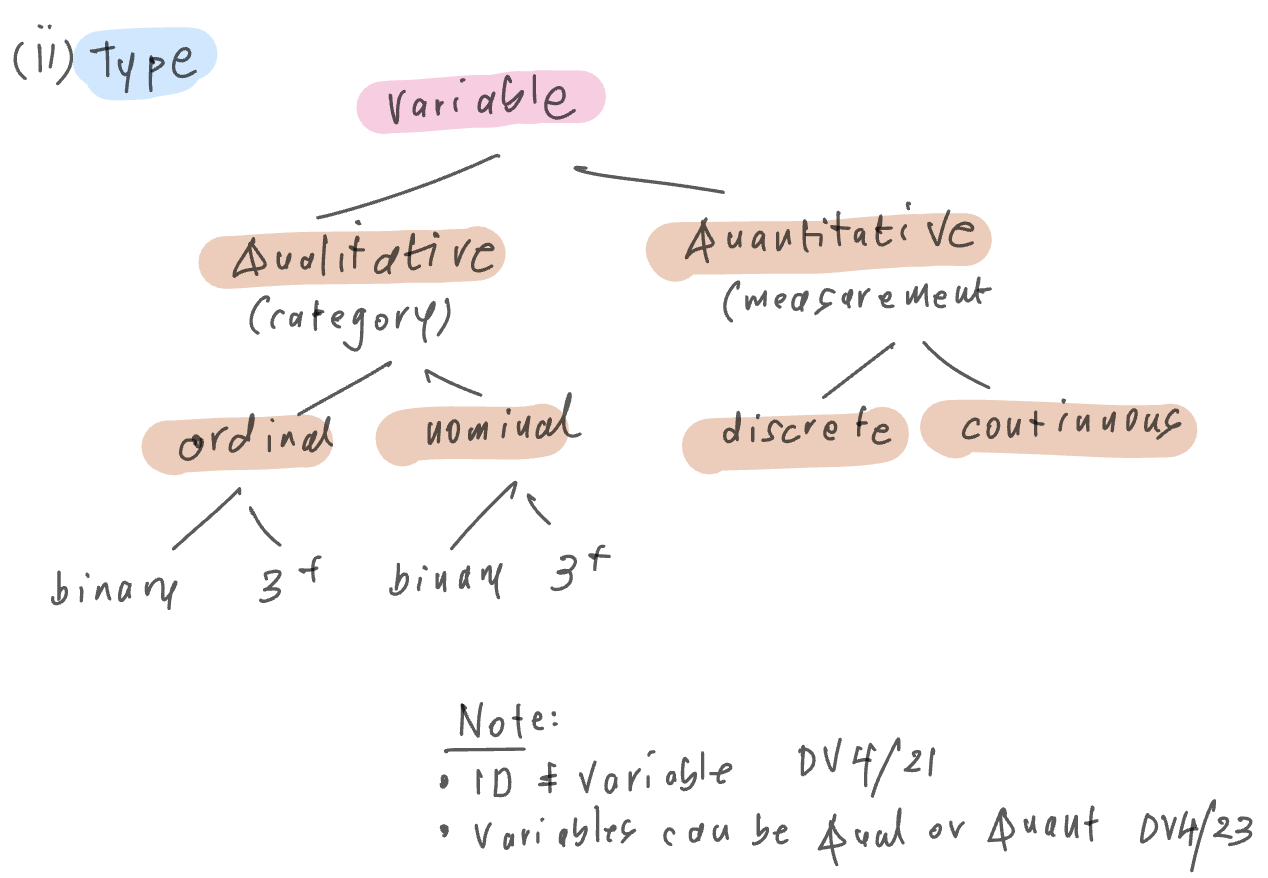 (ii) Type
Variable
Qualitative Quantitative
(category) (measurement
ordinal nominal discrete continuous
binary 3+ binary 3+
Note:
• ID ≠ Variable DV4/21
• Variables can be Qual or Quant DV4/23